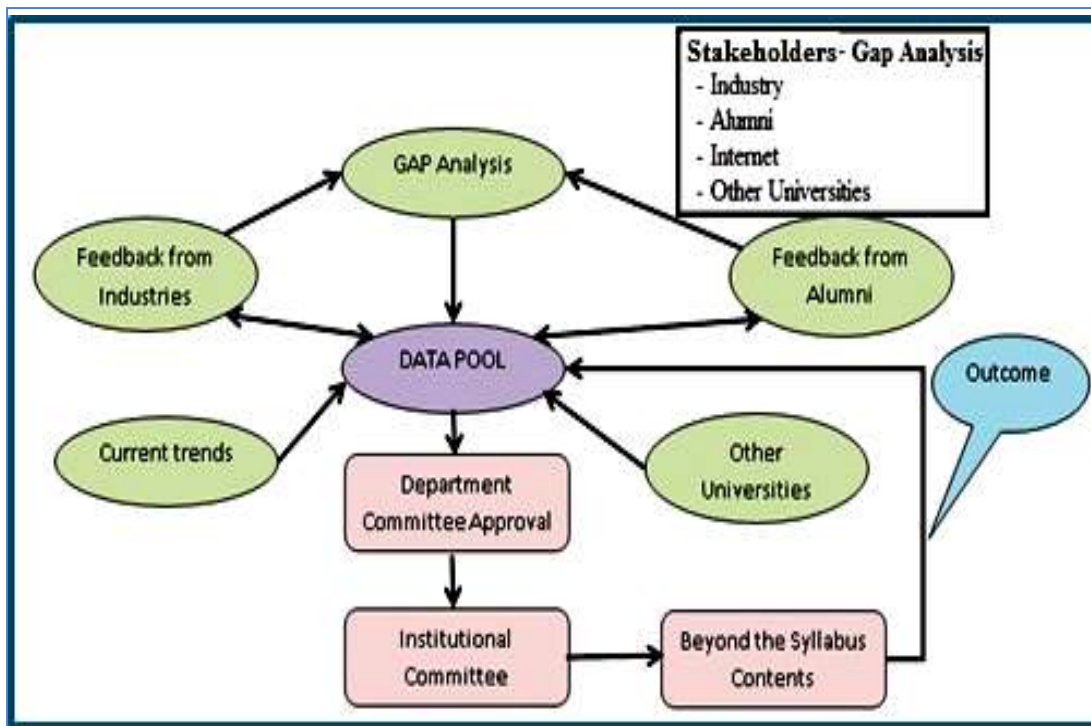 Stakeholders- Gap Analysis
- Industry
- Alumni
- Internet
- Other Universities
GAP Analysis
Feedback from
Industries
Feedback from
Alumni
DATA POOL
Outcome
Current trends
Other
Universities
Department
Committee Approval
Institutional
Committee
Beyond the Syllabus
Contents